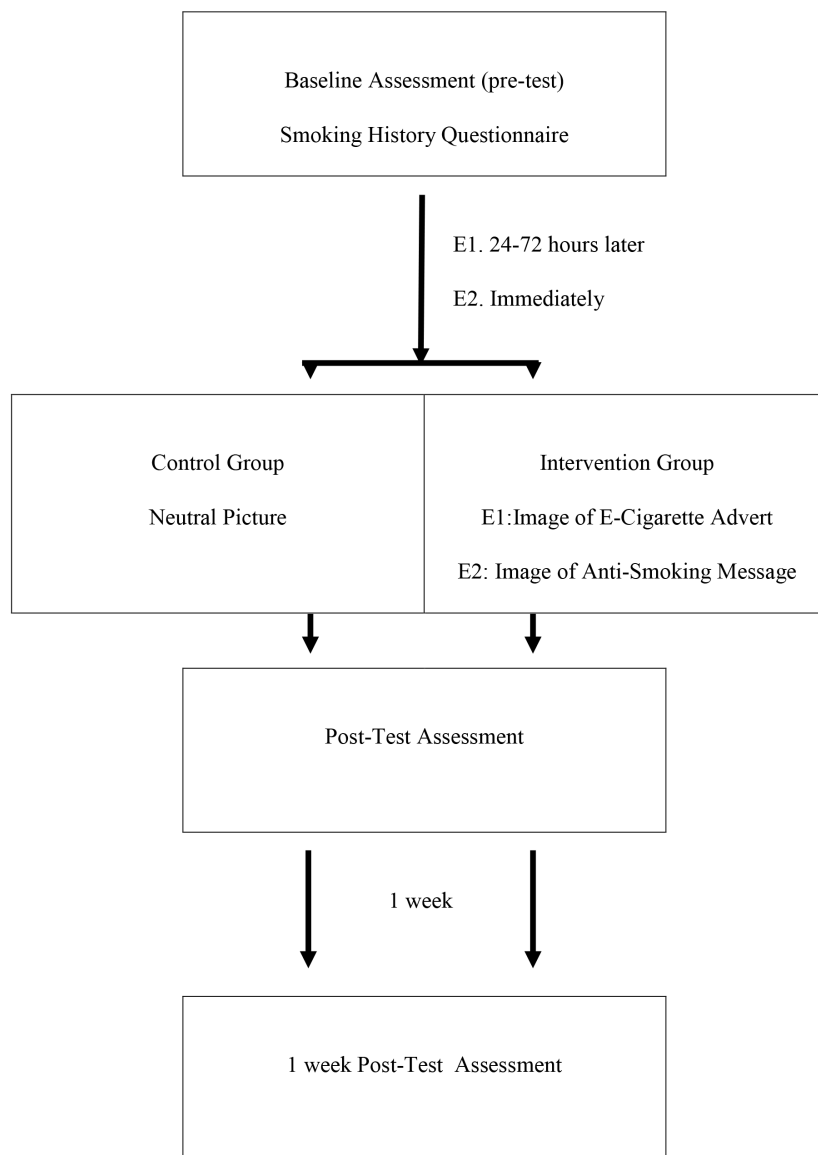 Baseline Assessment (pre-test)
Smoking History Questionnaire
E1. 24-72 hours later
E2. Immediately
Control Group
Neutral Picture
Intervention Group
E1:Image of E-Cigarette Advert
E2: Image of Anti-Smoking Message
Post-Test Assessment
1 week
1 week Post-Test  Assessment